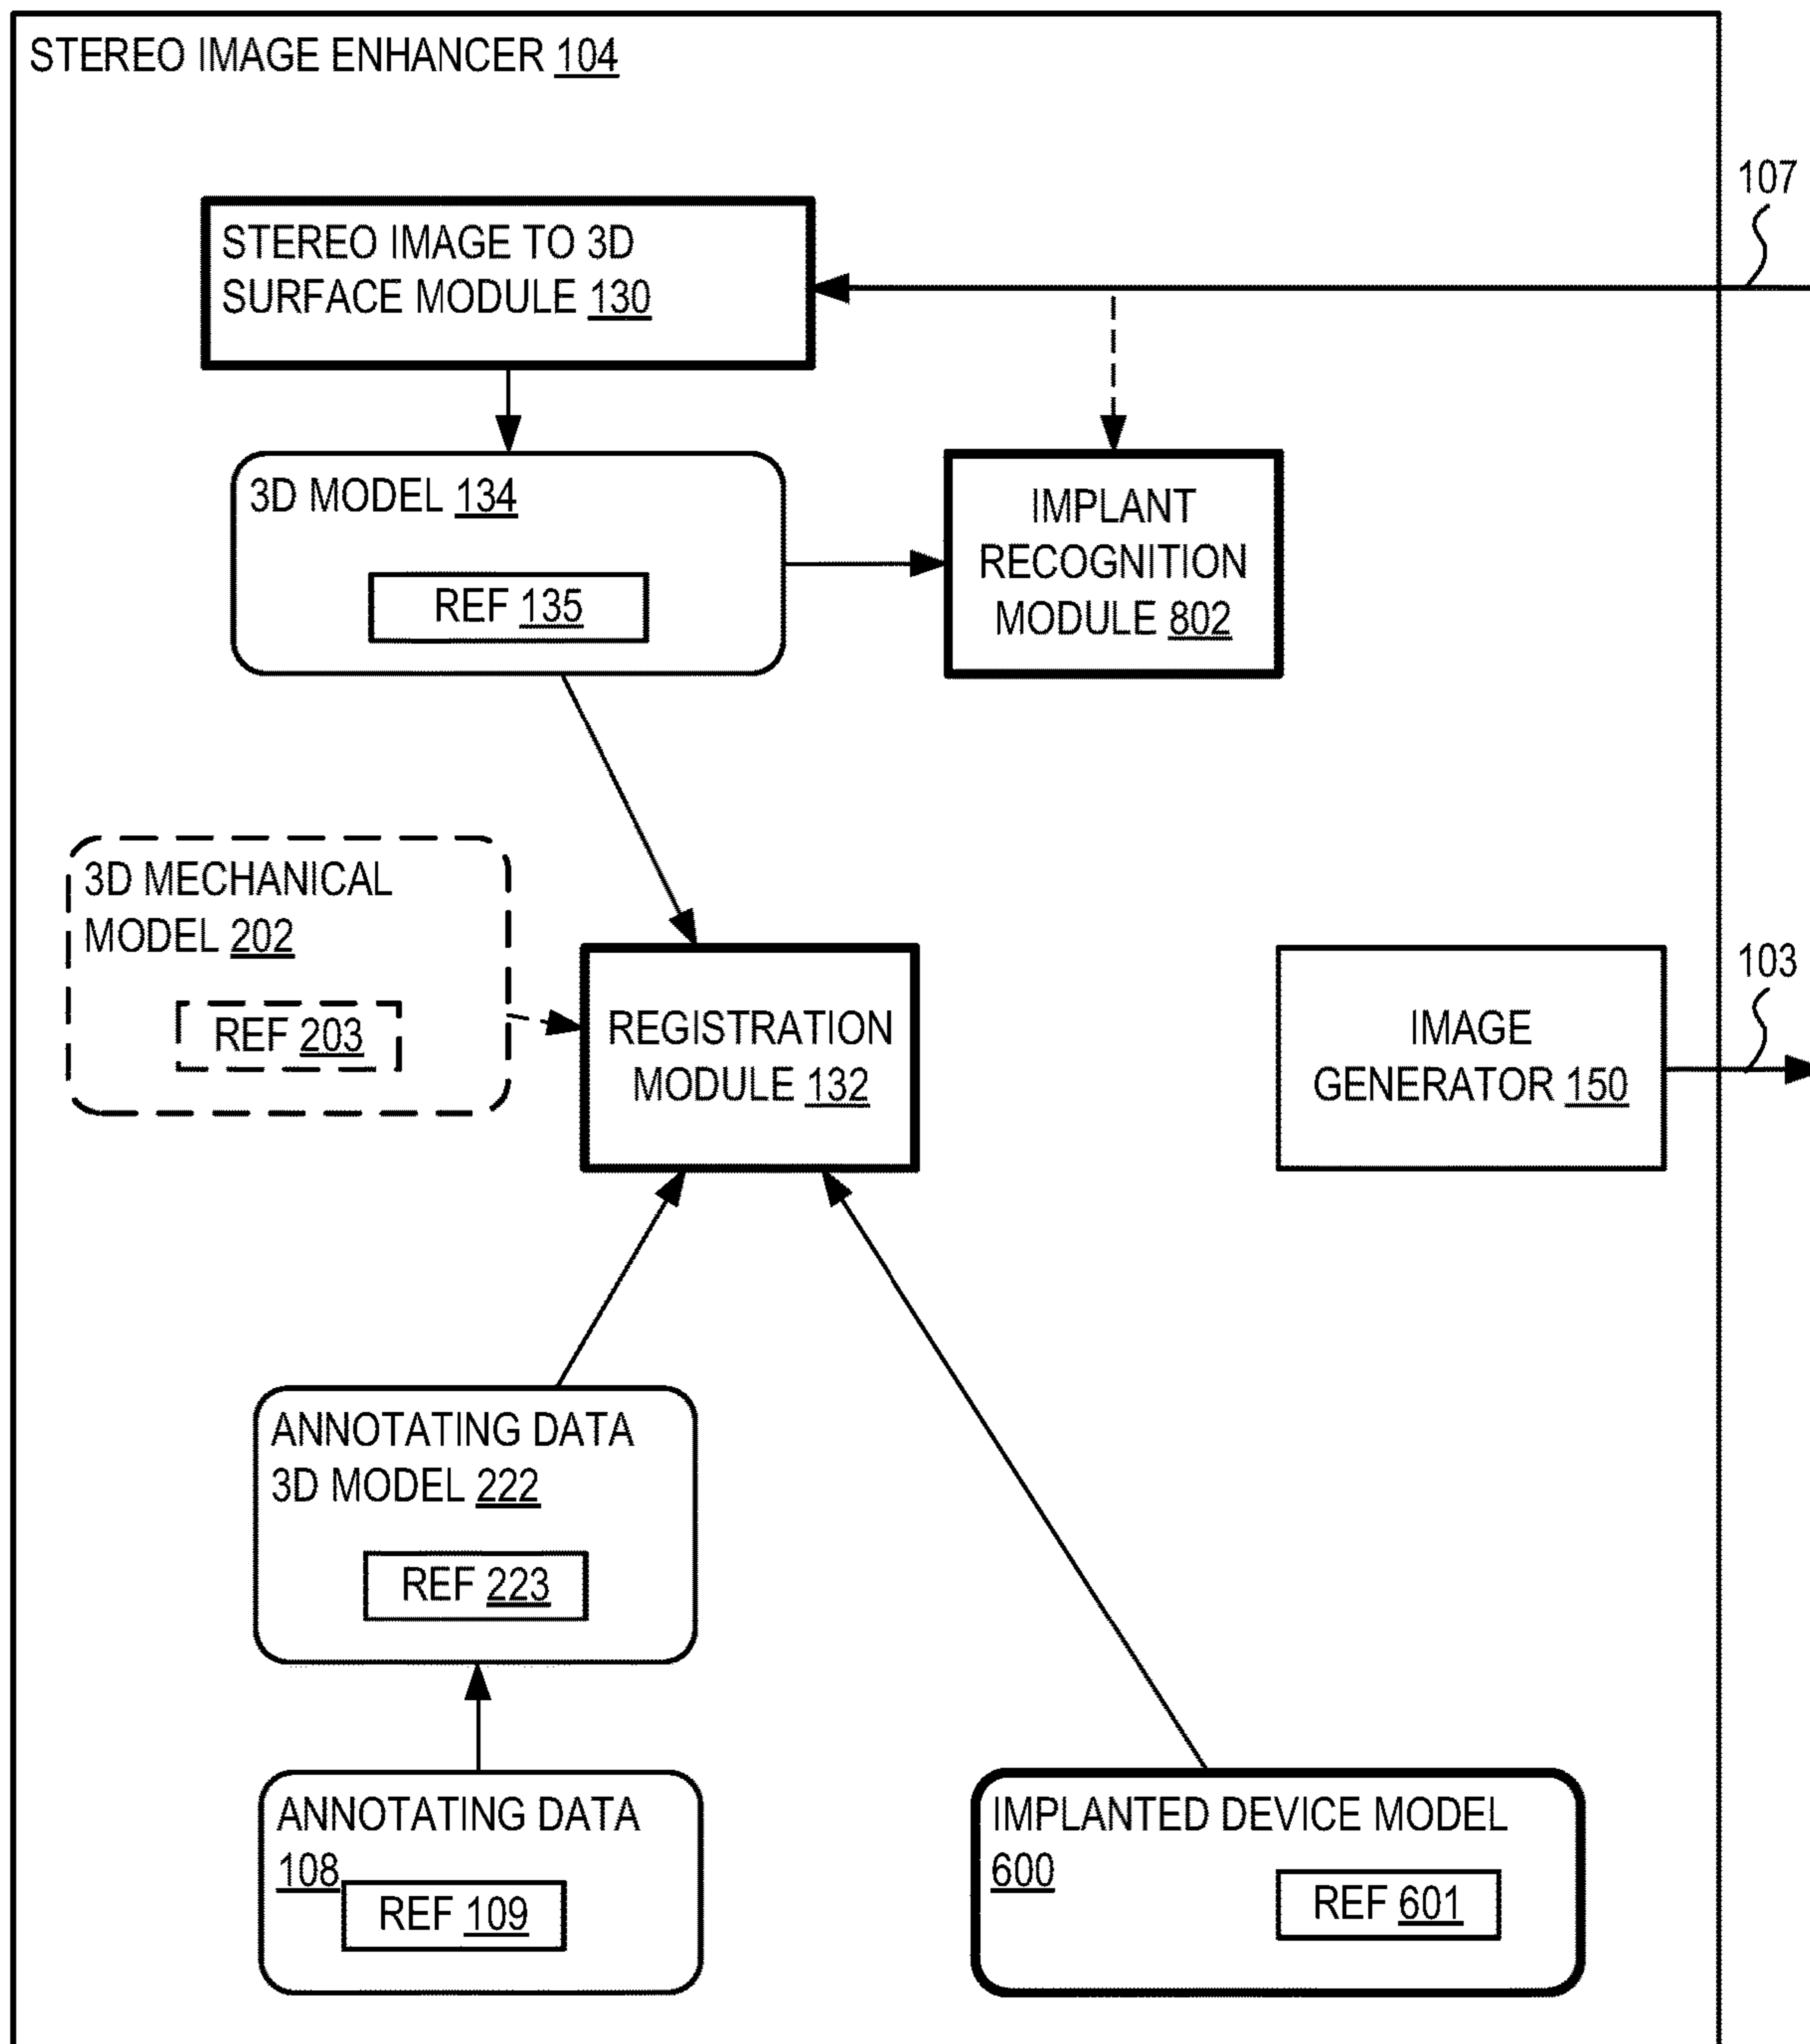 STEREO IMAGE ENHANCER 104
107
STEREO IMAGE TO 3D
SURFACE MODULE 130
3D MODEL 134
REF 135
IMPLANT
RECOGNITION
MODULE 802
3D MECHANICAL
MODEL 202
REF 203
REGISTRATION
MODULE 132
IMAGE
GENERATOR 150
103
ANNOTATING DATA
3D MODEL 222
REF 223
ANNOTATING DATA
108
REF 109
IMPLANTED DEVICE MODEL
600
REF 601